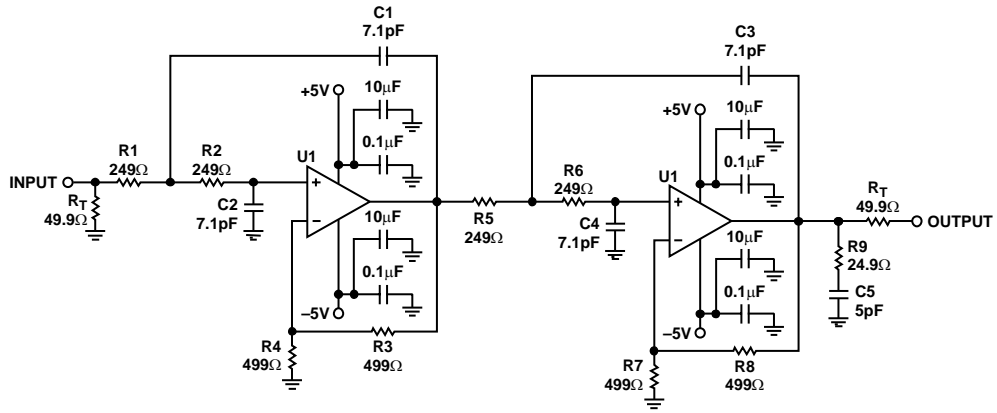 C1
7.1pF
C3
7.1pF
+5V
10μF
0.1μF
+5V
10μF
0.1μF
INPUT
R1
249Ω
R2
249Ω
U1
+
–
R6
249Ω
U1
+
–
RT
49.9Ω
C2
7.1pF
R5
249Ω
C4
7.1pF
RT
49.9Ω
OUTPUT
10μF
0.1μF
–5V
10μF
0.1μF
–5V
R9
24.9Ω
C5
5pF
R4
499Ω
R3
499Ω
R7
499Ω
R8
499Ω